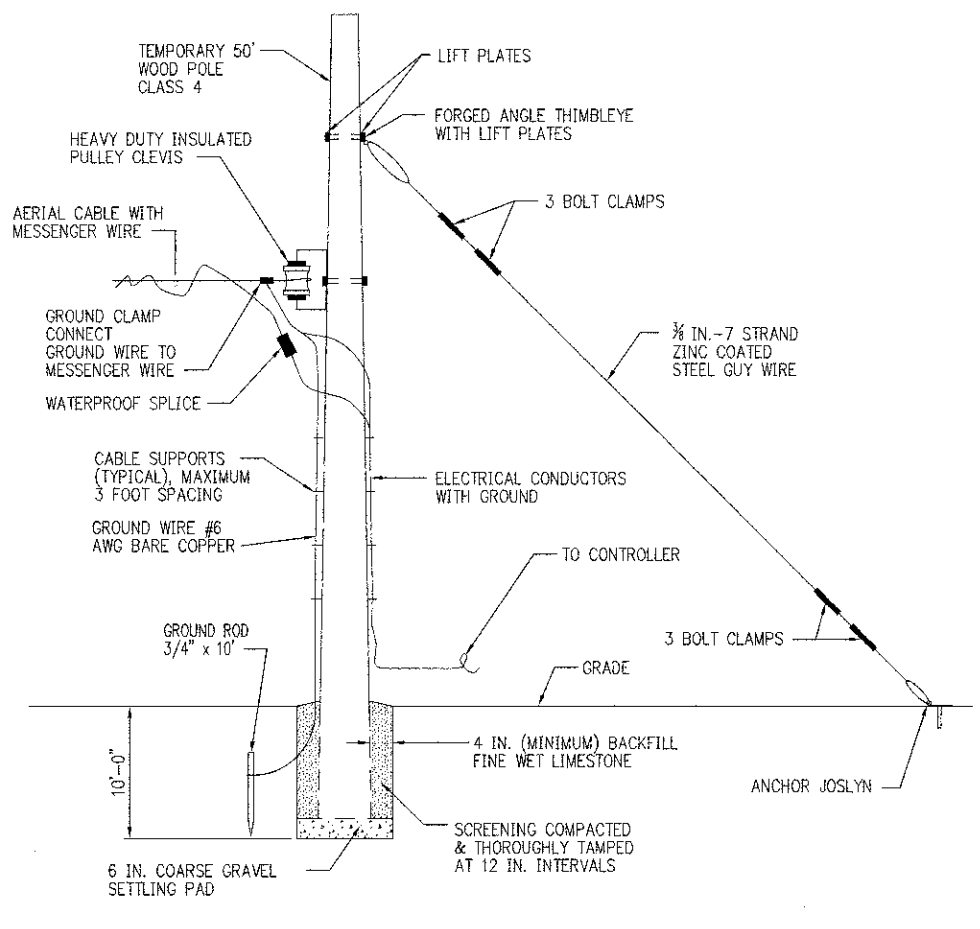 TEMPORARY 50'
WOOD POLE
CLASS 4
LIFT PLATES
FORGED ANGLE THIMBLEYE
WITH LIFT PLATES
HEAVY DUTY INSULATED
PULLEY CLEVIS
3 BOLT CLAMPS
AERIAL CABLE WITH
MESSENGER WIRE
GROUND CLAMP
CONNECT
GROUND WIRE TO
MESSENGER WIRE
⅜ IN.-7 STRAND
ZINC COATED
STEEL GUY WIRE
WATERPROOF SPLICE
CABLE SUPPORTS
(TYPICAL), MAXIMUM
3 FOOT SPACING
ELECTRICAL CONDUCTORS
WITH GROUND
GROUND WIRE #6
AWG BARE COPPER
TO CONTROLLER
GROUND ROD
3/4" x 10'
3 BOLT CLAMPS
GRADE
10'-0"
4 IN. (MINIMUM) BACKFILL
FINE WET LIMESTONE
ANCHOR JOSLYN
SCREENING COMPACTED
& THOROUGHLY TAMPED
AT 12 IN. INTERVALS
6 IN. COARSE GRAVEL
SETTLING PAD